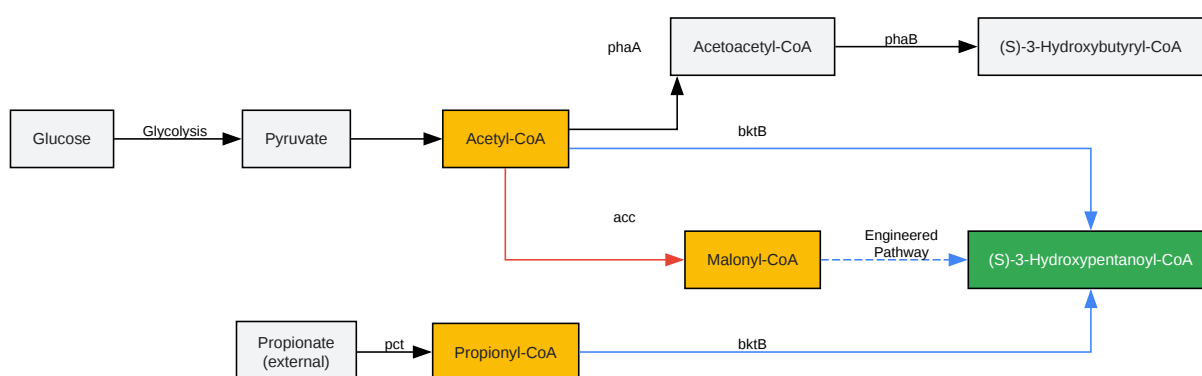 phaA
Acetoacetyl-CoA
phaB
(S)-3-Hydroxybutyryl-CoA
Glucose
Glycolysis
Pyruvate
Acetyl-CoA
bktB
acc
Malonyl-CoA
Engineered
Pathway
(S)-3-Hydroxypentanoyl-CoA
Propionate
(external)
pct
Propionyl-CoA
bktB